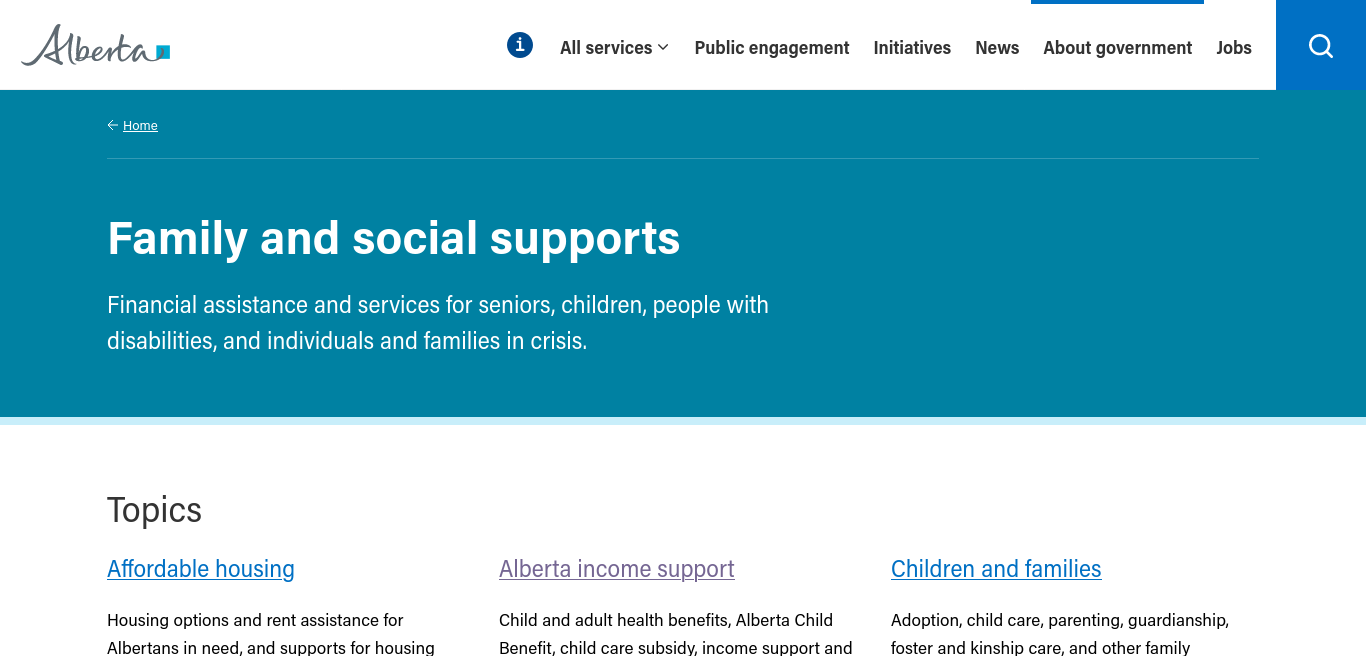 Alberta
i
All services
Public engagement
Initiatives
News
About government
Jobs
Home
Family and social supports
Financial assistance and services for seniors, children, people with
disabilities, and individuals and families in crisis.
Topics
Affordable housing
Housing options and rent assistance for
Albertans in need, and supports for housing
Alberta income support
Child and adult health benefits, Alberta Child
Benefit, child care subsidy, income support and
Children and families
Adoption, child care, parenting, guardianship,
foster and kinship care, and other family